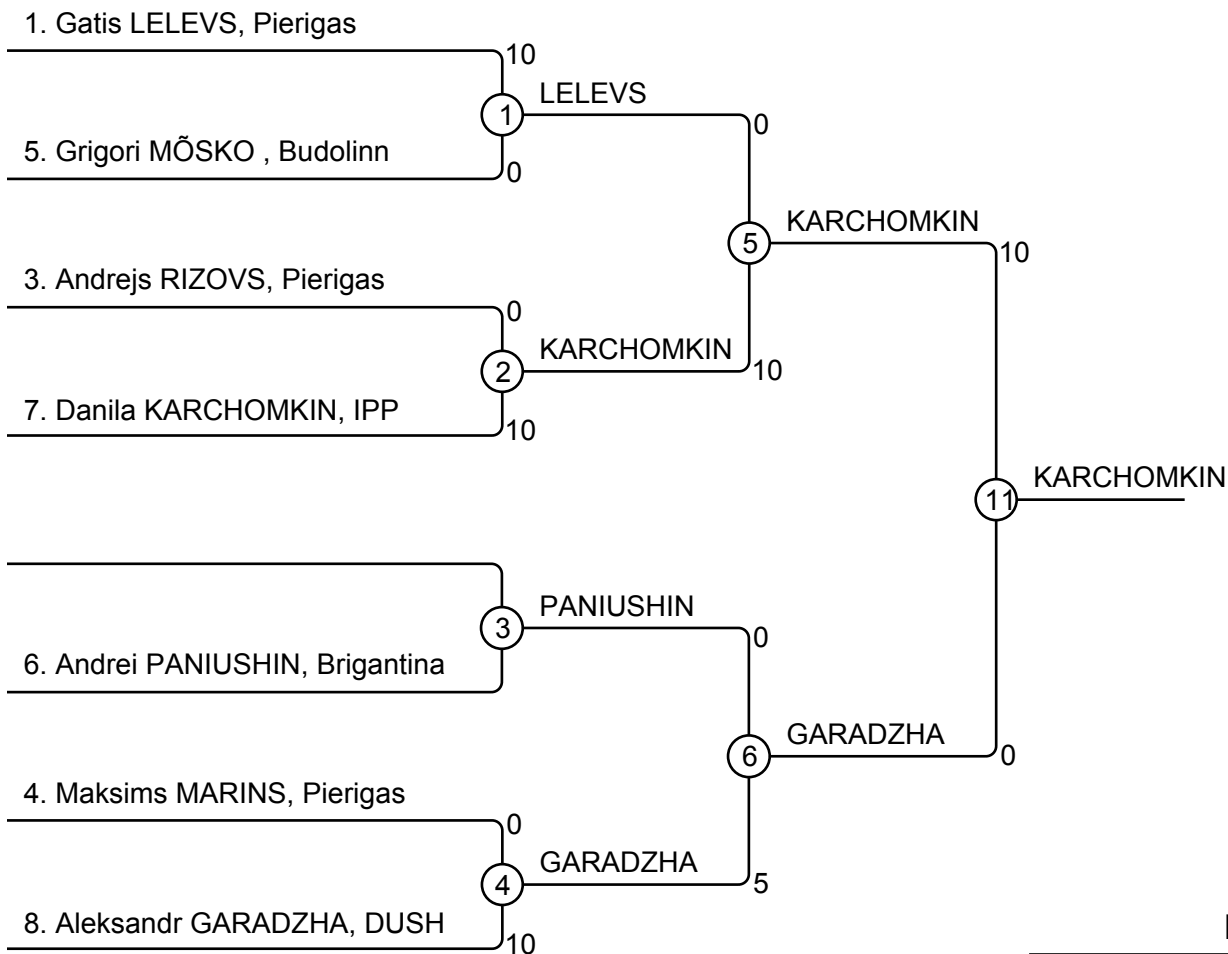 1. Gatis LELEVS, Pierigas
10
LELEVS
1
0
5. Grigori MÕSKO , Budolinn
0
KARCHOMKIN
5
10
3. Andrejs RIZOVS, Pierigas
0
KARCHOMKIN
2
10
7. Danila KARCHOMKIN, IPP
10
KARCHOMKIN
11
PANIUSHIN
3
0
6. Andrei PANIUSHIN, Brigantina
GARADZHA
6
0
4. Maksims MARINS, Pierigas
0
GARADZHA
4
5
8. Aleksandr GARADZHA, DUSH
10